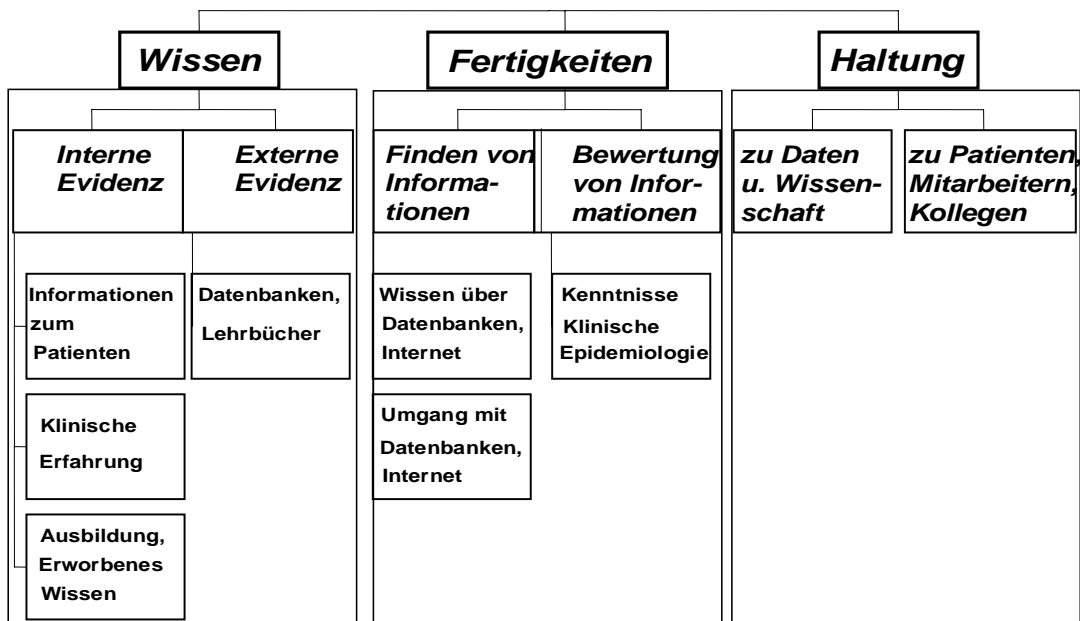 Wissen
Fertigkeiten
Haltung
Interne
Evidenz
Externe
Evidenz
Finden von
Informa-
tionen
Bewertung
von Infor-
mationen
zu Daten
u. Wissen-
schaft
zu Patienten,
Mitarbeitern,
Kollegen
Informationen
zum
Patienten
Datenbanken,
Lehrbücher
Wissen über
Datenbanken,
Internet
Kenntnisse
Klinische
Epidemiologie
Klinische
Erfahrung
Umgang mit
Datenbanken,
Internet
Ausbildung,
Erworbenes
Wissen